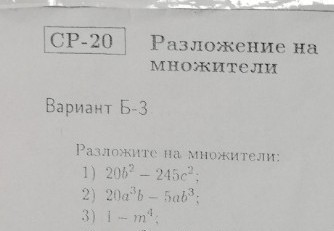 СР-20 Разложение на
множители
Вариант Б-3
Разложите на множители:
1) 20b² − 245c²;
2) 20a³b − 5ab³;
3) 1 − m⁴;